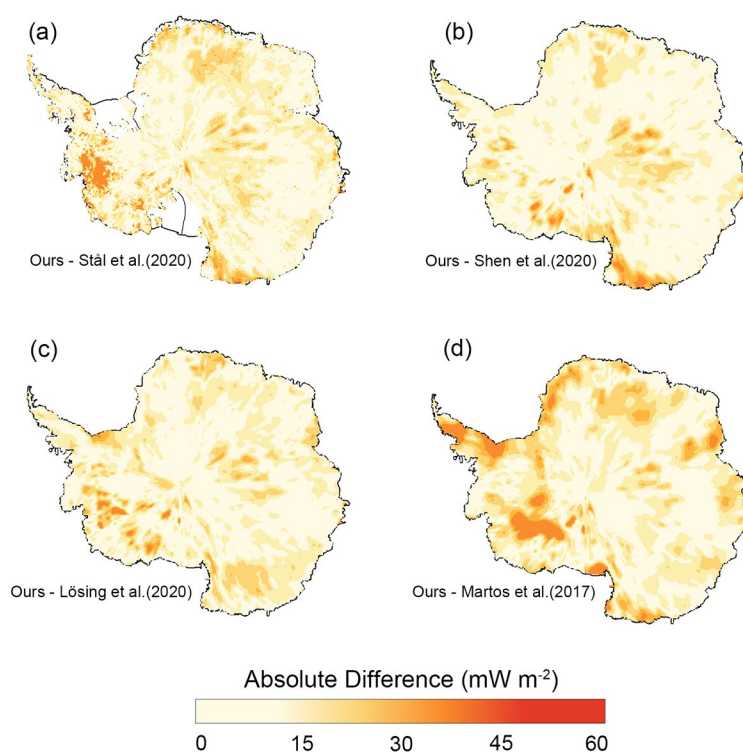 (a)
(b)
Ours - Stål et al.(2020)
Ours - Shen et al.(2020)
(c)
(d)
Ours - Lösing et al.(2020)
Ours - Martos et al.(2017)
Absolute Difference (mW m⁻²)
0 15 30 45 60